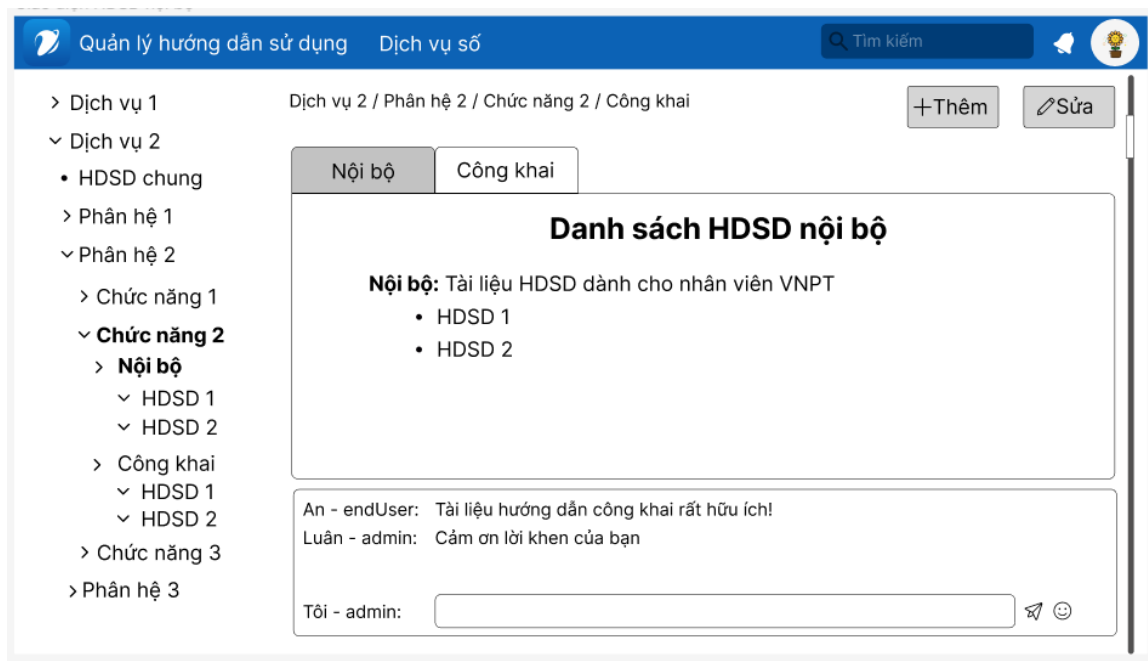 Quản lý hướng dẫn sử dụng Dịch vụ số Tìm kiếm
Dịch vụ 1
Dịch vụ 2
HDSD chung
Phân hệ 1
Phân hệ 2
Chức năng 1
Chức năng 2
Nội bộ
HDSD 1
HDSD 2
Công khai
HDSD 1
HDSD 2
Chức năng 3
Phân hệ 3
Dịch vụ 2 / Phân hệ 2 / Chức năng 2 / Công khai
+Thêm Sửa
Nội bộ Công khai
Danh sách HDSD nội bộ
Nội bộ: Tài liệu HDSD dành cho nhân viên VNPT
• HDSD 1
• HDSD 2
An - endUser: Tài liệu hướng dẫn công khai rất hữu ích!
Luân - admin: Cảm ơn lời khen của bạn
Tôi - admin: